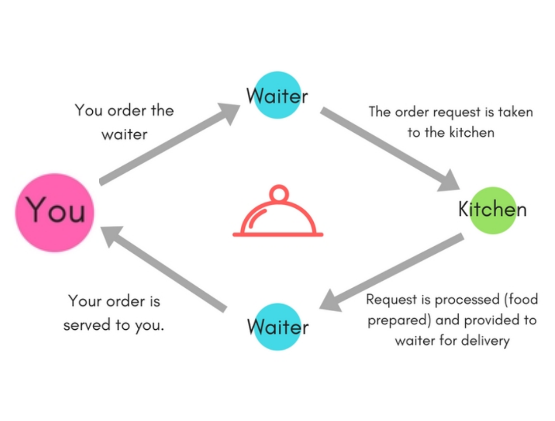 Waiter
You order the
waiter
The order request is taken
to the kitchen
You
Kitchen
Your order is
served to you.
Waiter
Request is processed (food
prepared) and provided to
waiter for delivery